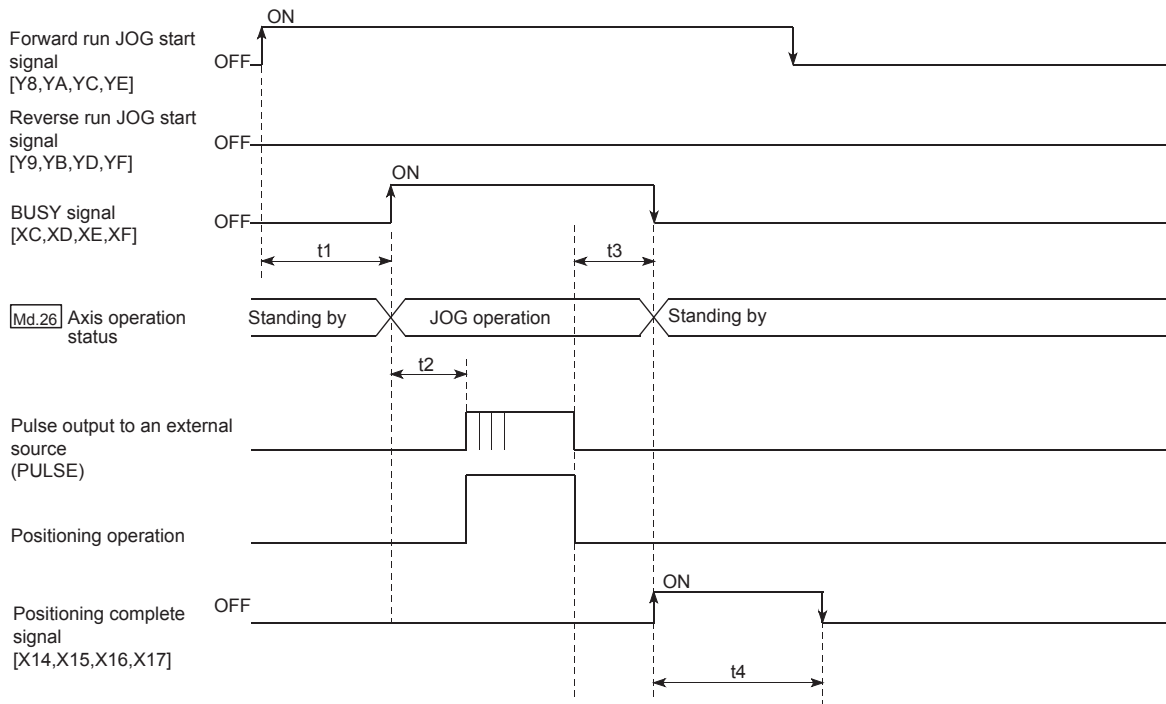 ON
Forward run JOG start
signal
[Y8,YA,YC,YE]
OFF
Reverse run JOG start
signal
[Y9,YB,YD,YF]
OFF
ON
BUSY signal
[XC,XD,XE,XF]
OFF
t1
t3
Md.26 Axis operation
status
Standing by
JOG operation
Standing by
t2
Pulse output to an external
source
(PULSE)
Positioning operation
ON
Positioning complete
signal
[X14,X15,X16,X17]
OFF
t4